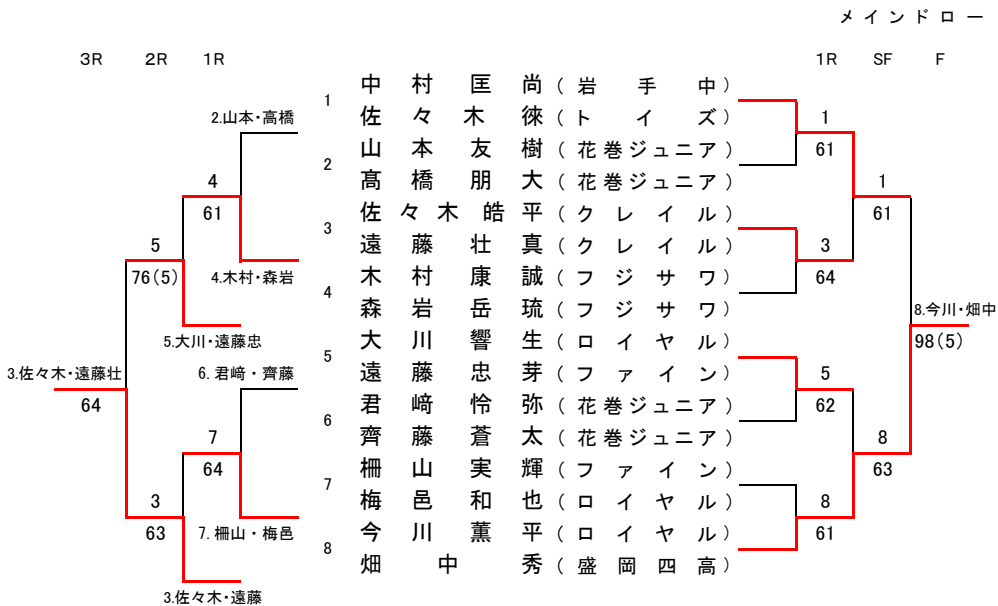 メインドロー
3R 2R 1R 1R SF F
中村匡尚(岩手中)
1
佐々木徠(トイズ) 1
2.山本・高橋
山本友樹(花巻ジュニア) 61
2
髙橋朋大(花巻ジュニア)
4 1
佐々木皓平(クレイル)
61 61
3
遠藤壮真(クレイル)
5 3
木村康誠(フジサワ)
76(5) 4.木村・森岩 64
4
森岩岳琉(フジサワ)
8.今川・畑中
大川響生(ロイヤル)
5.大川・遠藤忠 98(5)
5
遠藤忠芽(ファイン)
3.佐々木・遠藤壮 6.君﨑・齊藤 5
君﨑怜弥(花巻ジュニア)
64 62
6
齊藤蒼太(花巻ジュニア)
7 8
柵山実輝(ファイン)
64 63
7
梅邑和也(ロイヤル)
3 8
今川薫平(ロイヤル)
63 7.柵山・梅邑 61
8
畑中秀(盛岡四高)
3.佐々木・遠藤